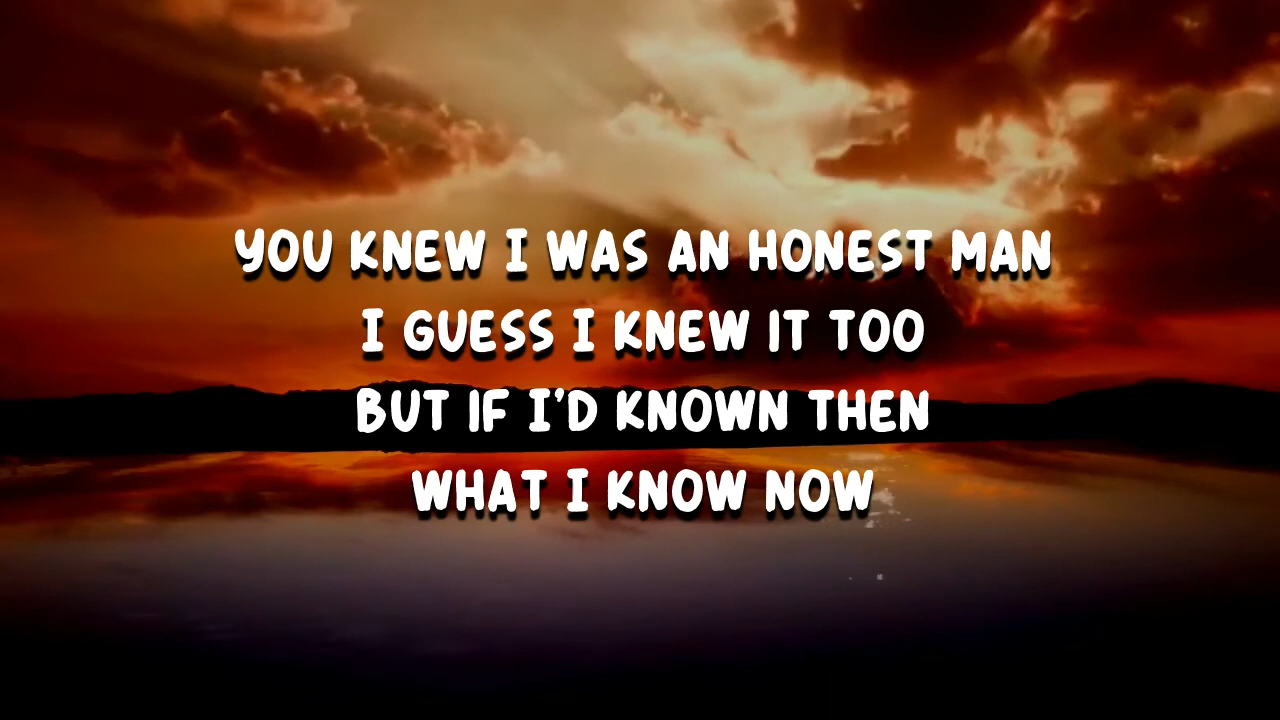 YOU KNEW I WAS AN HONEST MAN
I GUESS I KNEW IT TOO
BUT IF I'D KNOWN THEN
WHAT I KNOW NOW